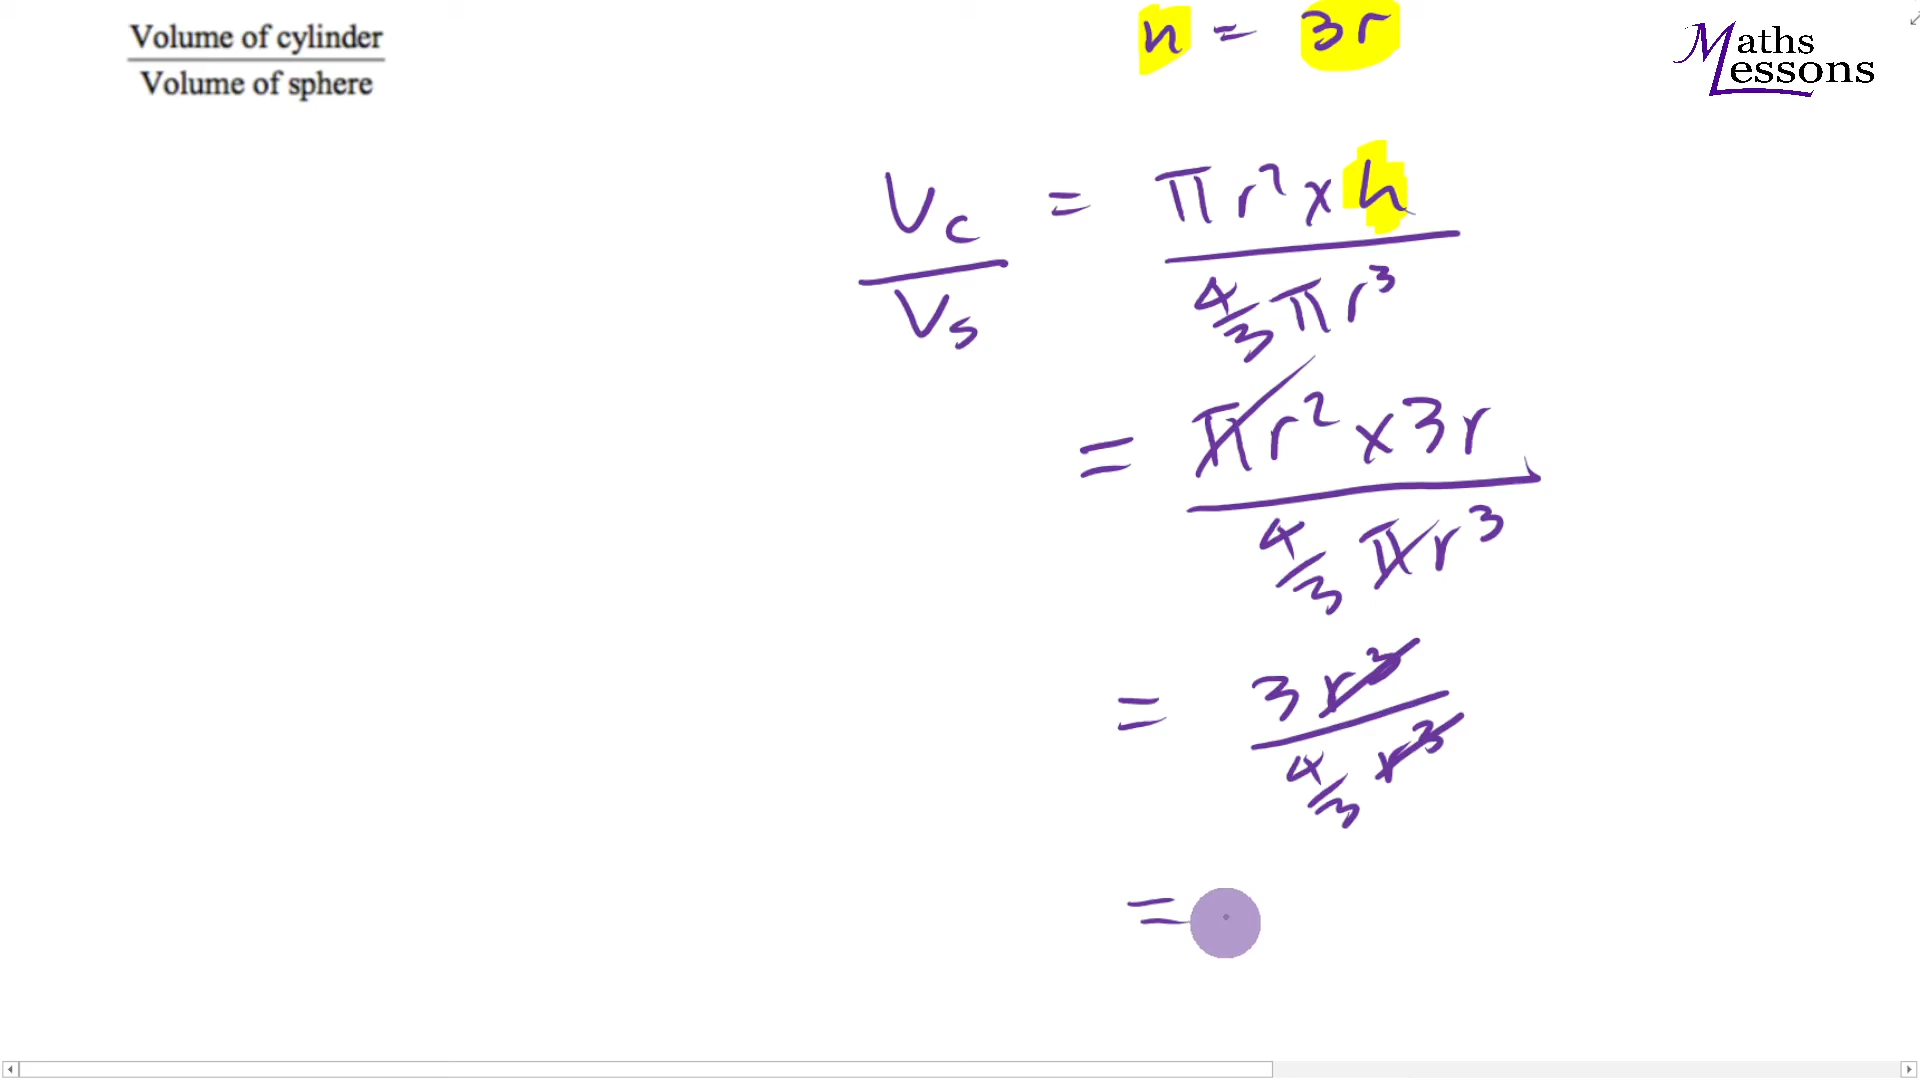 Volume of cylinder
Volume of sphere
h = 3r
Maths
Lessons
Vc = πr² × h
Vs 4/3 πr³
= πr² × 3r
4/3 πr³
= 3r³
4/3 r³
=